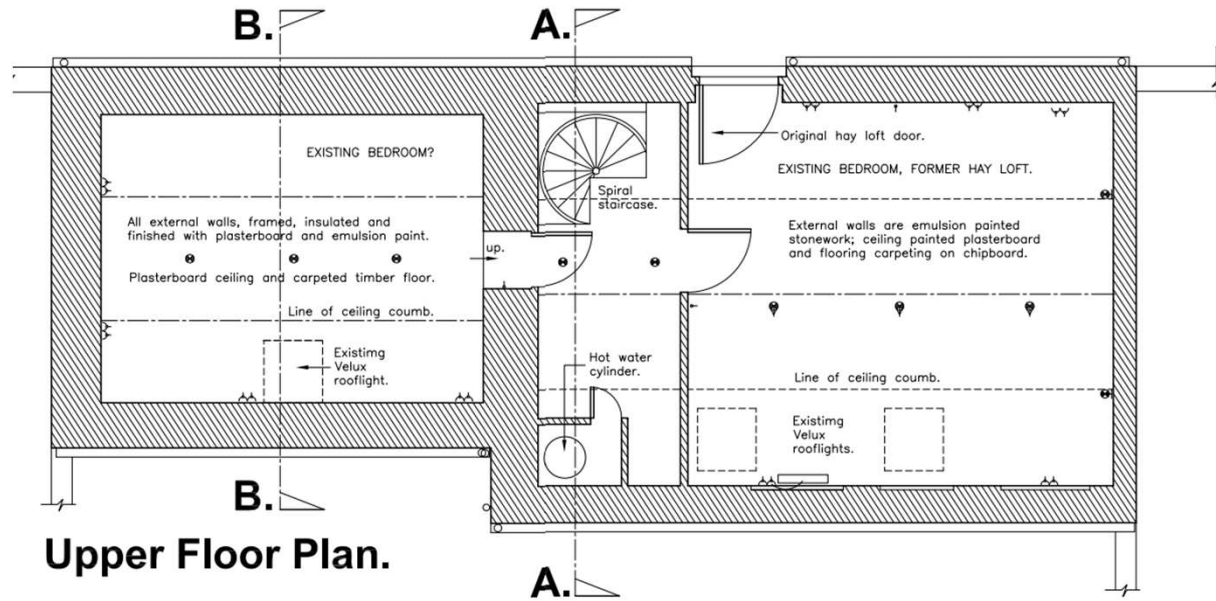 B.
A.
EXISTING BEDROOM?
Original hay loft door.
EXISTING BEDROOM, FORMER HAY LOFT.
Spiral
staircase.
All external walls, framed, insulated and
finished with plasterboard and emulsion paint.
External walls are emulsion painted
stonework; ceiling painted plasterboard
and flooring carpeting on chipboard.
up.
Plasterboard ceiling and carpeted timber floor.
Line of ceiling coumb.
Existimg
Velux
rooflight.
Hot water
cylinder.
Line of ceiling coumb.
Existimg
Velux
rooflights.
B.
Upper Floor Plan.
A.